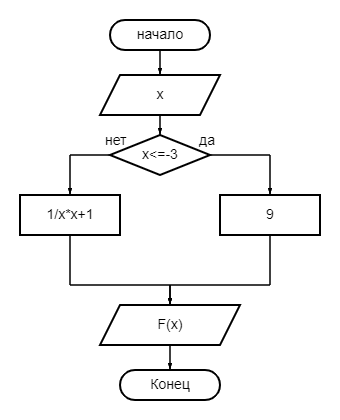 начало
x
нет
да
x<=-3
1/x*x+1
9
F(x)
Конец